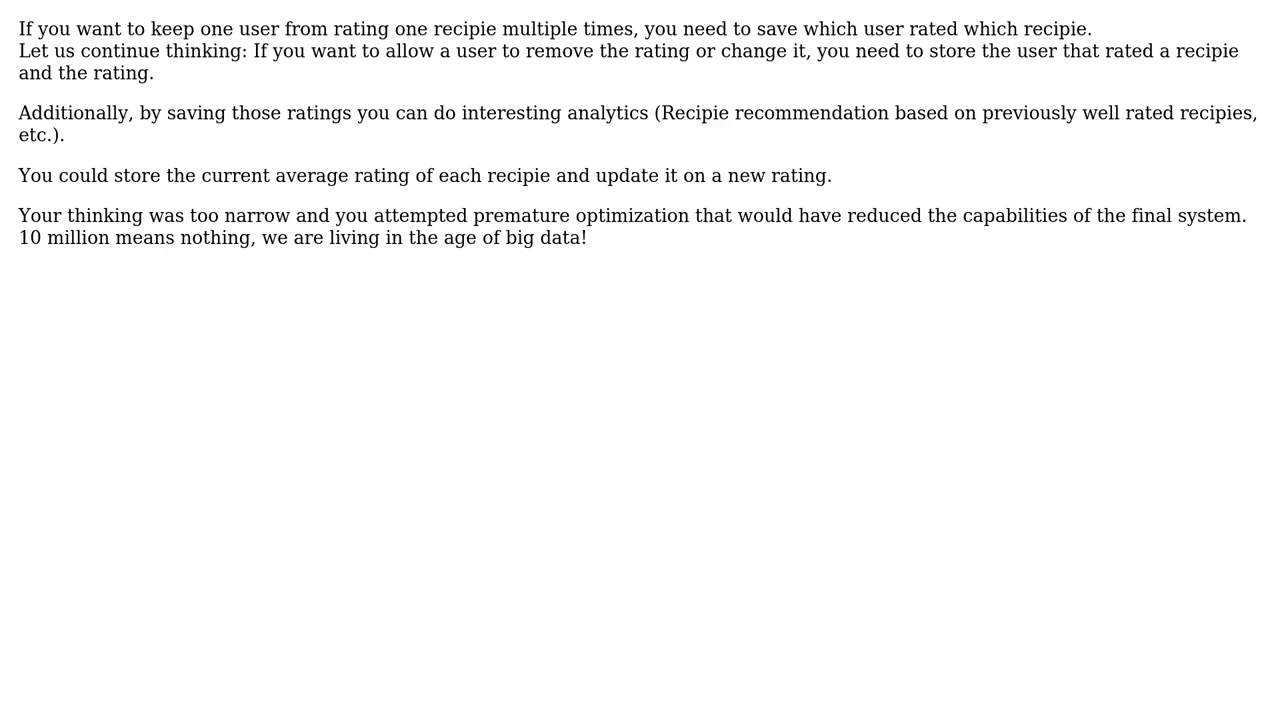 If you want to keep one user from rating one recipie multiple times, you need to save which user rated which recipie.
Let us continue thinking: If you want to allow a user to remove the rating or change it, you need to store the user that rated a recipie
and the rating.
Additionally, by saving those ratings you can do interesting analytics (Recipie recommendation based on previously well rated recipies,
etc.).
You could store the current average rating of each recipie and update it on a new rating.
Your thinking was too narrow and you attempted premature optimization that would have reduced the capabilities of the final system.
10 million means nothing, we are living in the age of big data!